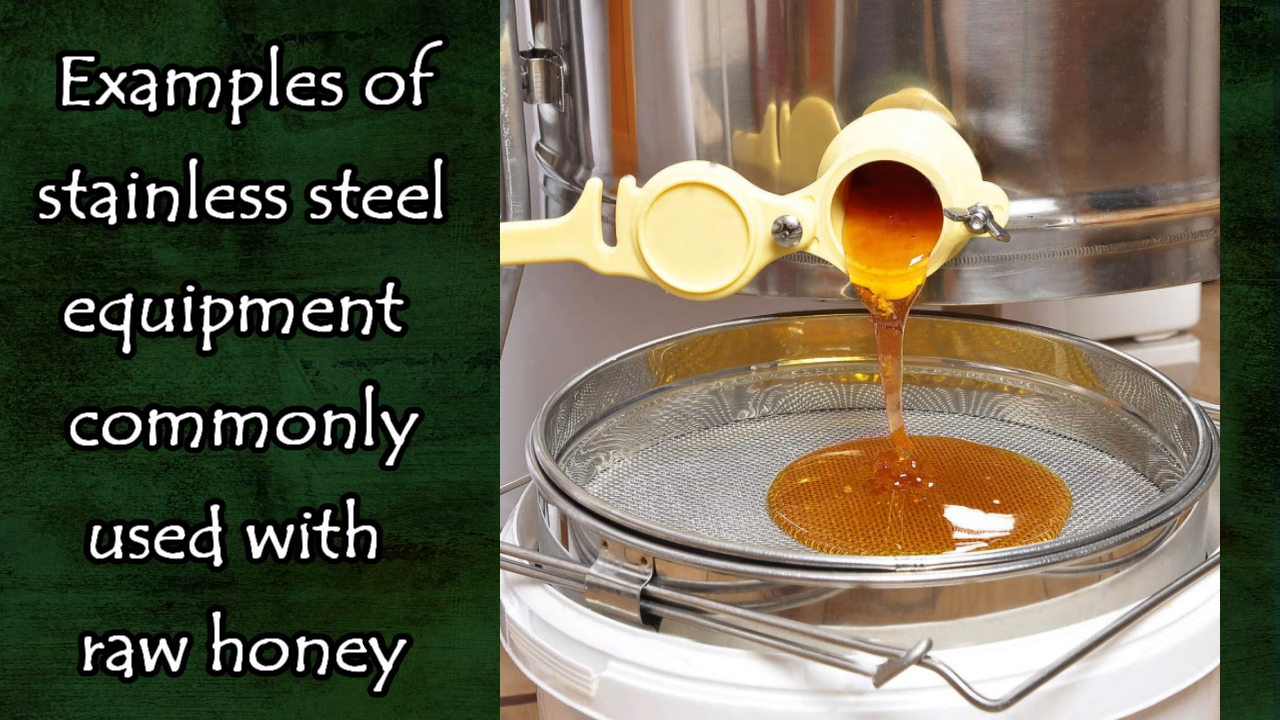 Examples of
stainless steel
equipment
commonly
used with
raw honey